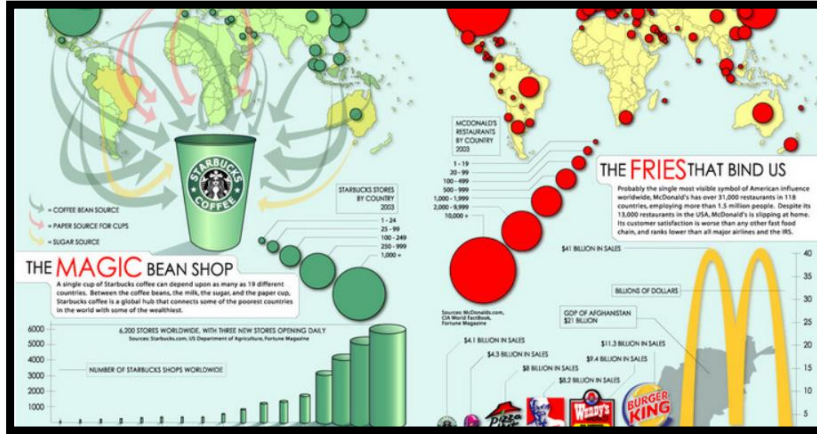 STARBUCKS
COFFEE
STARBUCKS STORES
BY COUNTRY
2003
1 - 24
25 - 99
100 - 249
250 - 999
1,000 +
= COFFEE BEAN SOURCE
= PAPER SOURCE FOR CUPS
= SUGAR SOURCE
THE MAGIC BEAN SHOP
A single cup of Starbucks coffee can depend upon as many as 19 different
countries. Between the coffee beans, the milk, the sugar, and the paper cup,
Starbucks coffee is a global hub that connects some of the poorest countries
in the world with some of the wealthiest.
6,200 STORES WORLDWIDE, WITH THREE NEW STORES OPENING DAILY
Sources: Starbucks.com, US Department of Agriculture, Fortune Magazine
NUMBER OF STARBUCKS SHOPS WORLDWIDE
6000
5000
4000
3000
2000
1000
MCDONALD'S
RESTAURANTS
BY COUNTRY
2003
1 - 19
20 - 99
100 - 499
500 - 999
1,000 - 1,999
2,000 - 9,999
10,000 +
Sources: McDonalds.com,
CIA World FactBook,
Fortune Magazine
THE FRIES THAT BIND US
Probably the single most visible symbol of American influence
worldwide, McDonald's has over 31,000 restaurants in 118
countries, employing more than 1.5 million people. Despite its
13,000 restaurants in the USA, McDonald's is slipping at home.
Its customer satisfaction is worse than any other fast food
chain, and ranks lower than all major airlines and the IRS.
$41 BILLION IN SALES
BILLIONS OF DOLLARS
GDP OF AFGHANISTAN
$21 BILLION
$4.1 BILLION IN SALES
$4.3 BILLION IN SALES
$8 BILLION IN SALES
$8.2 BILLION IN SALES
$9.4 BILLION IN SALES
$11.3 BILLION IN SALES
Pizza
WENDY'S
BURGER
KING
40
35
30
25
20
15
10
5